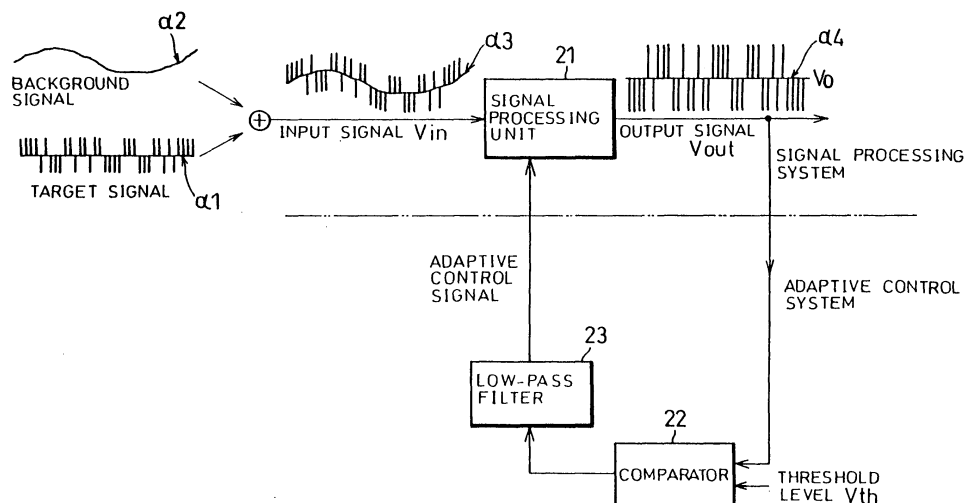 α2
BACKGROUND
SIGNAL
TARGET SIGNAL
α1
INPUT SIGNAL Vin
α3
21
SIGNAL
PROCESSING
UNIT
α4
Vo
OUTPUT SIGNAL
Vout
SIGNAL PROCESSING
SYSTEM
ADAPTIVE
CONTROL
SIGNAL
ADAPTIVE CONTROL
SYSTEM
23
LOW-PASS
FILTER
22
COMPARATOR
THRESHOLD
LEVEL Vth